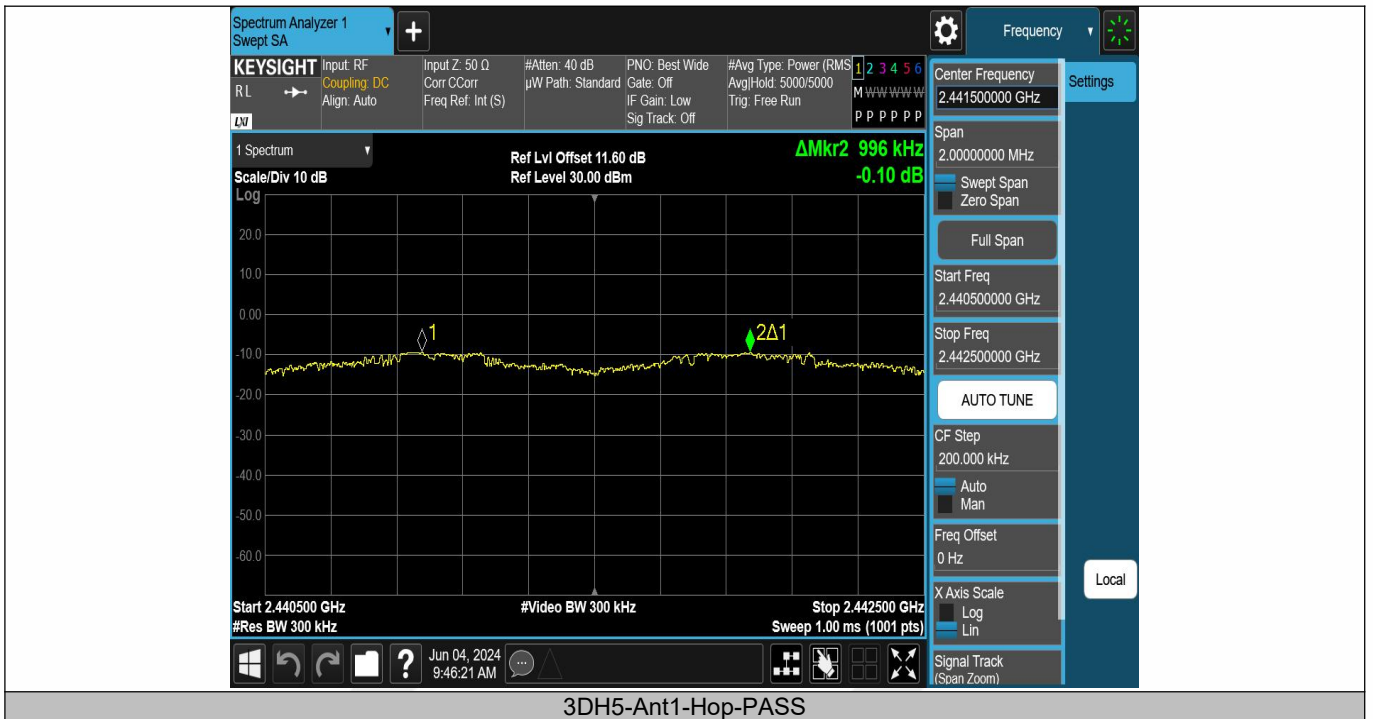 Spectrum Analyzer 1
Swept SA
+
Frequency
KEYSIGHT
RL
LXI
Input: RF
Coupling: DC
Align: Auto
Input Z: 50 Ω
Corr CCorr
Freq Ref: Int (S)
#Atten: 40 dB
µW Path: Standard
PNO: Best Wide
Gate: Off
IF Gain: Low
Sig Track: Off
#Avg Type: Power (RMS
Avg|Hold: 5000/5000
Trig: Free Run
1 2 3 4 5 6
M W W W W W
P P P P P P
1 Spectrum
Scale/Div 10 dB
Log
Ref Lvl Offset 11.60 dB
Ref Level 30.00 dBm
ΔMkr2 996 kHz
-0.10 dB
20.0
10.0
0.00
-10.0
-20.0
-30.0
-40.0
-50.0
-60.0
1
2Δ1
Start 2.440500 GHz
#Res BW 300 kHz
#Video BW 300 kHz
Stop 2.442500 GHz
Sweep 1.00 ms (1001 pts)
Center Frequency
2.441500000 GHz
Settings
Span
2.00000000 MHz
Swept Span
Zero Span
Full Span
Start Freq
2.440500000 GHz
Stop Freq
2.442500000 GHz
AUTO TUNE
CF Step
200.000 kHz
Auto
Man
Freq Offset
0 Hz
Local
X Axis Scale
Log
Lin
Signal Track
(Span Zoom)
?
Jun 04, 2024
9:46:21 AM
3DH5-Ant1-Hop-PASS